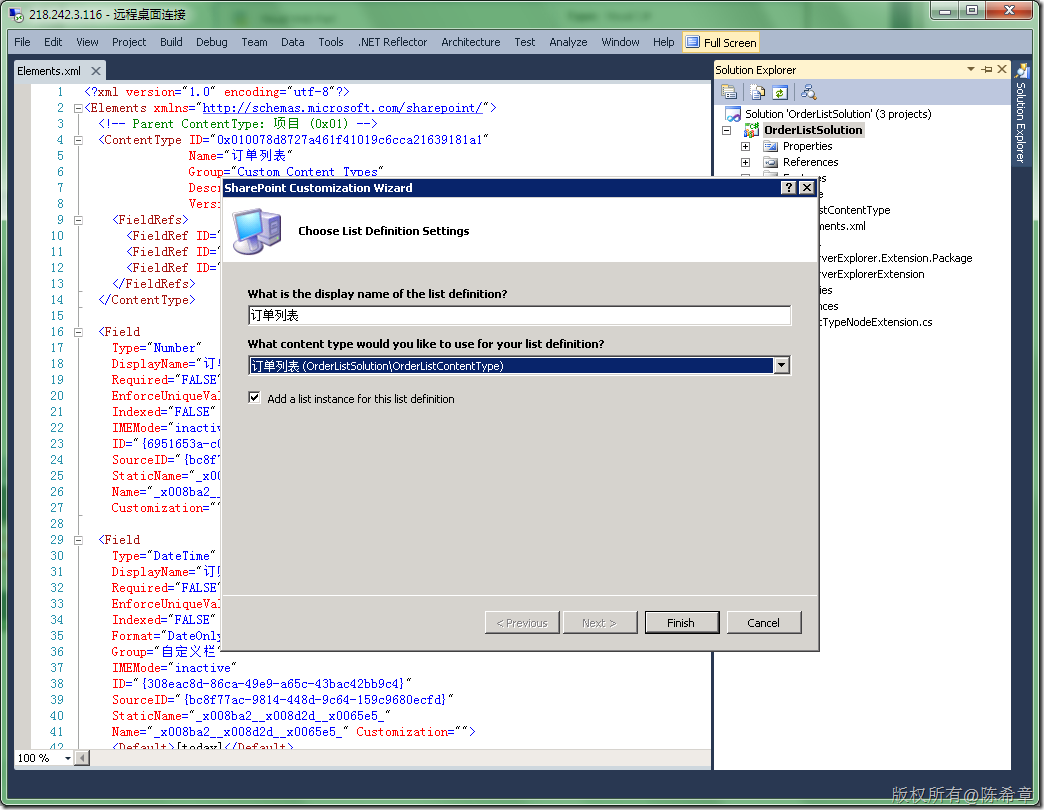 218.242.3.116 - 远程桌面连接
File Edit View Project Build Debug Team Data Tools .NET Reflector Architecture Test Analyze Window Help Full Screen
Elements.xml
Solution Explorer
1 <?xml version="1.0" encoding="utf-8"?>
2 <Elements xmlns="http://schemas.microsoft.com/sharepoint/">
3 <!-- Parent ContentType: 项目 (0x01) -->
4 <ContentType ID="0x010078d8727a461f41019c6cca21639181a1"
5 Name="订单列表"
6 Group="Custom Content Types"
7 Descr
8 Versi
9 <FieldRefs>
10 <FieldRef ID="
11 <FieldRef ID="
12 <FieldRef ID="
13 </FieldRefs>
14 </ContentType>
15
16 <Field
17 Type="Number"
18 DisplayName="订
19 Required="FALSE"
20 EnforceUniqueVal
21 Indexed="FALSE"
22 IMEMode="inactiv
23 ID="{6951653a-c
24 SourceID="{bc8f7
25 StaticName="_x00
26 Name="_x008ba2__
27 Customization=""
28
29 <Field
30 Type="DateTime"
31 DisplayName="订
32 Required="FALSE"
33 EnforceUniqueVal
34 Indexed="FALSE"
35 Format="DateOnly
36 Group="自定义栏"
37 IMEMode="inactive"
38 ID="{308eac8d-86ca-49e9-a65c-43bac42bb9c4}"
39 SourceID="{bc8f77ac-9814-448d-9c64-159c9680ecfd}"
40 StaticName="_x008ba2__x008d2d__x0065e5_"
41 Name="_x008ba2__x008d2d__x0065e5_" Customization="">
42 <Default>[today]</Default>
100 %
SharePoint Customization Wizard
Choose List Definition Settings
What is the display name of the list definition?
订单列表
What content type would you like to use for your list definition?
订单列表 (OrderListSolution\OrderListContentType)
Add a list instance for this list definition
< Previous Next > Finish Cancel
Solution 'OrderListSolution' (3 projects)
OrderListSolution
Properties
References
stContentType
ments.xml
rverExplorer.Extension.Package
rverExplorerExtension
ies
nces
tTypeNodeExtension.cs
Solution Explorer
版权所有@陈希章